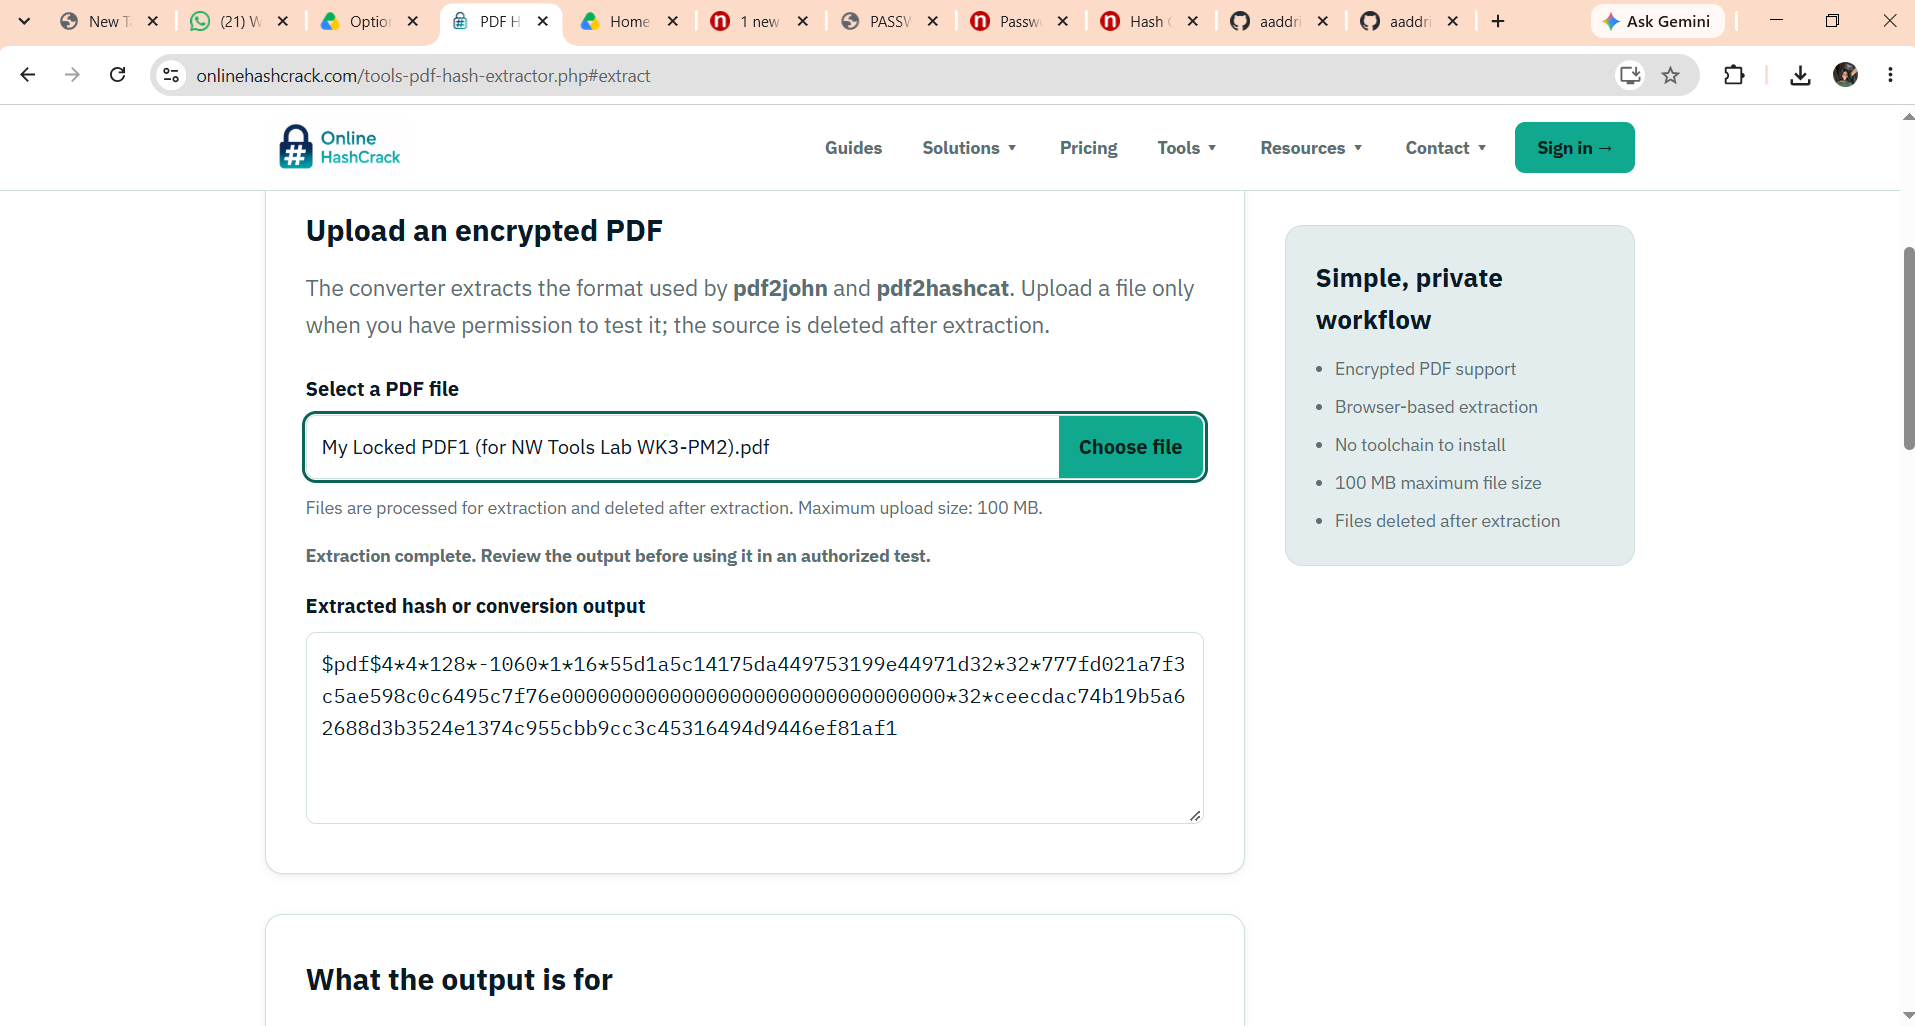 New T
(21) W
Option
PDF H
Home
1 new
PASSW
Passw
Hash C
aaddri
aaddri
Ask Gemini
onlinehashcrack.com/tools-pdf-hash-extractor.php#extract
Online
HashCrack
Guides
Solutions
Pricing
Tools
Resources
Contact
Sign in →
Upload an encrypted PDF
The converter extracts the format used by pdf2john and pdf2hashcat. Upload a file only
when you have permission to test it; the source is deleted after extraction.
Select a PDF file
My Locked PDF1 (for NW Tools Lab WK3-PM2).pdf
Choose file
Files are processed for extraction and deleted after extraction. Maximum upload size: 100 MB.
Extraction complete. Review the output before using it in an authorized test.
Extracted hash or conversion output
$pdf$4*4*128*-1060*1*16*55d1a5c14175da449753199e44971d32*32*777fd021a7f3
c5ae598c0c6495c7f76e00000000000000000000000000000000*32*ceecdac74b19b5a6
2688d3b3524e1374c955cbb9cc3c45316494d9446ef81af1
What the output is for
Simple, private
workflow
• Encrypted PDF support
• Browser-based extraction
• No toolchain to install
• 100 MB maximum file size
• Files deleted after extraction